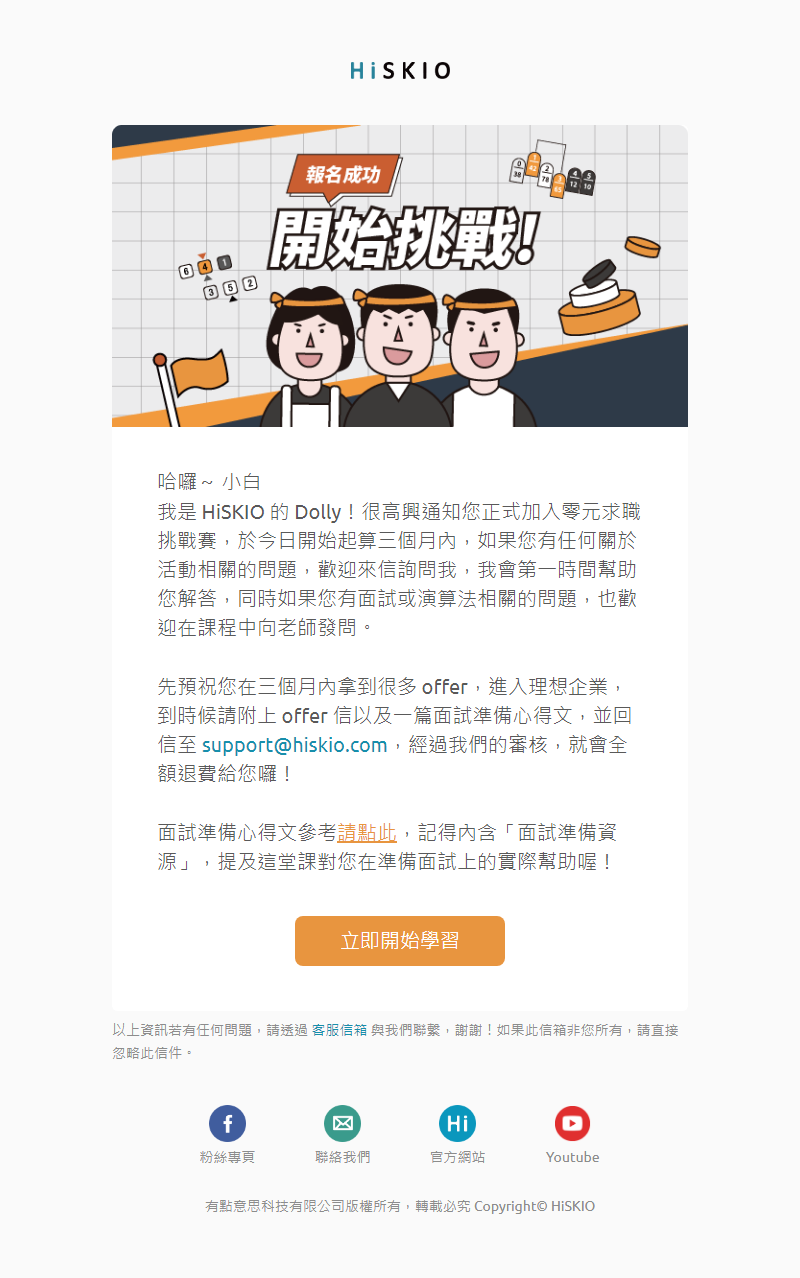 HiSKIO
報名成功
開始挑戰!
0
38
1
42
2
78
4
12
5
10
6
4
1
3
5
2
哈囉~ 小白
我是 HiSKIO 的 Dolly！很高興通知您正式加入零元求職
挑戰賽，於今日開始起算三個月內，如果您有任何關於
活動相關的問題，歡迎來信詢問我，我會第一時間幫助
您解答，同時如果您有面試或演算法相關的問題，也歡
迎在課程中向老師發問。
先預祝您在三個月內拿到很多 offer，進入理想企業，
到時候請附上 offer 信以及一篇面試準備心得文，並回
信至 support@hiskio.com，經過我們的審核，就會全
額退費給您囉！
面試準備心得文參考請點此，記得內含「面試準備資
源」，提及這堂課對您在準備面試上的實際幫助喔！
立即開始學習
以上資訊若有任何問題，請透過 客服信箱 與我們聯繫，謝謝！如果此信箱非您所有，請直接
忽略此信件。
f
Hi
粉絲專頁
聯絡我們
官方網站
Youtube
有點意思科技有限公司版權所有，轉載必究 Copyright© HiSKIO